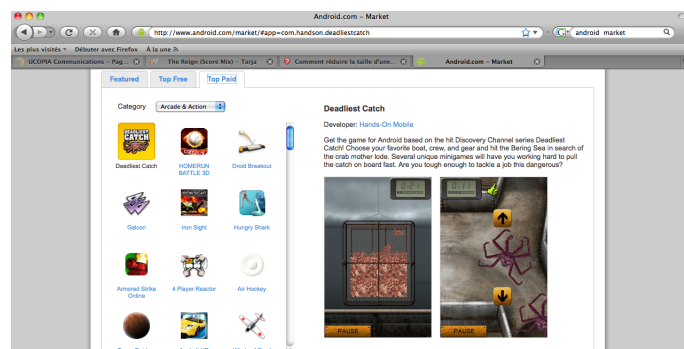 Android.com – Market
http://www.android.com/market/#app=com.handson.deadliestcatch
android market
Les plus visités
Débuter avec Firefox
À la une
UCOPIA Communications – Pag...
The Reign (Score Mix) – Tarja
Comment réduire la taille d'une...
Android.com – Market
Featured
Top Free
Top Paid
Category
Arcade & Action
DEADLIEST
CATCH
Deadliest Catch
HOMERUN
BATTLE 3D
Droid Breakout
Galcon
Iron Sight
Hungry Shark
Armored Strike
Online
4 Player Reactor
Air Hockey
Deadliest Catch
Developer: Hands-On Mobile
Get the game for Android based on the hit Discovery Channel series Deadliest
Catch! Choose your favorite boat, crew, and gear and hit the Bering Sea in search of
the crab mother lode. Several unique minigames will have you working hard to pull
the catch on board fast. Are you tough enough to tackle a job this dangerous?
0:21
0:11
PAUSE
PAUSE